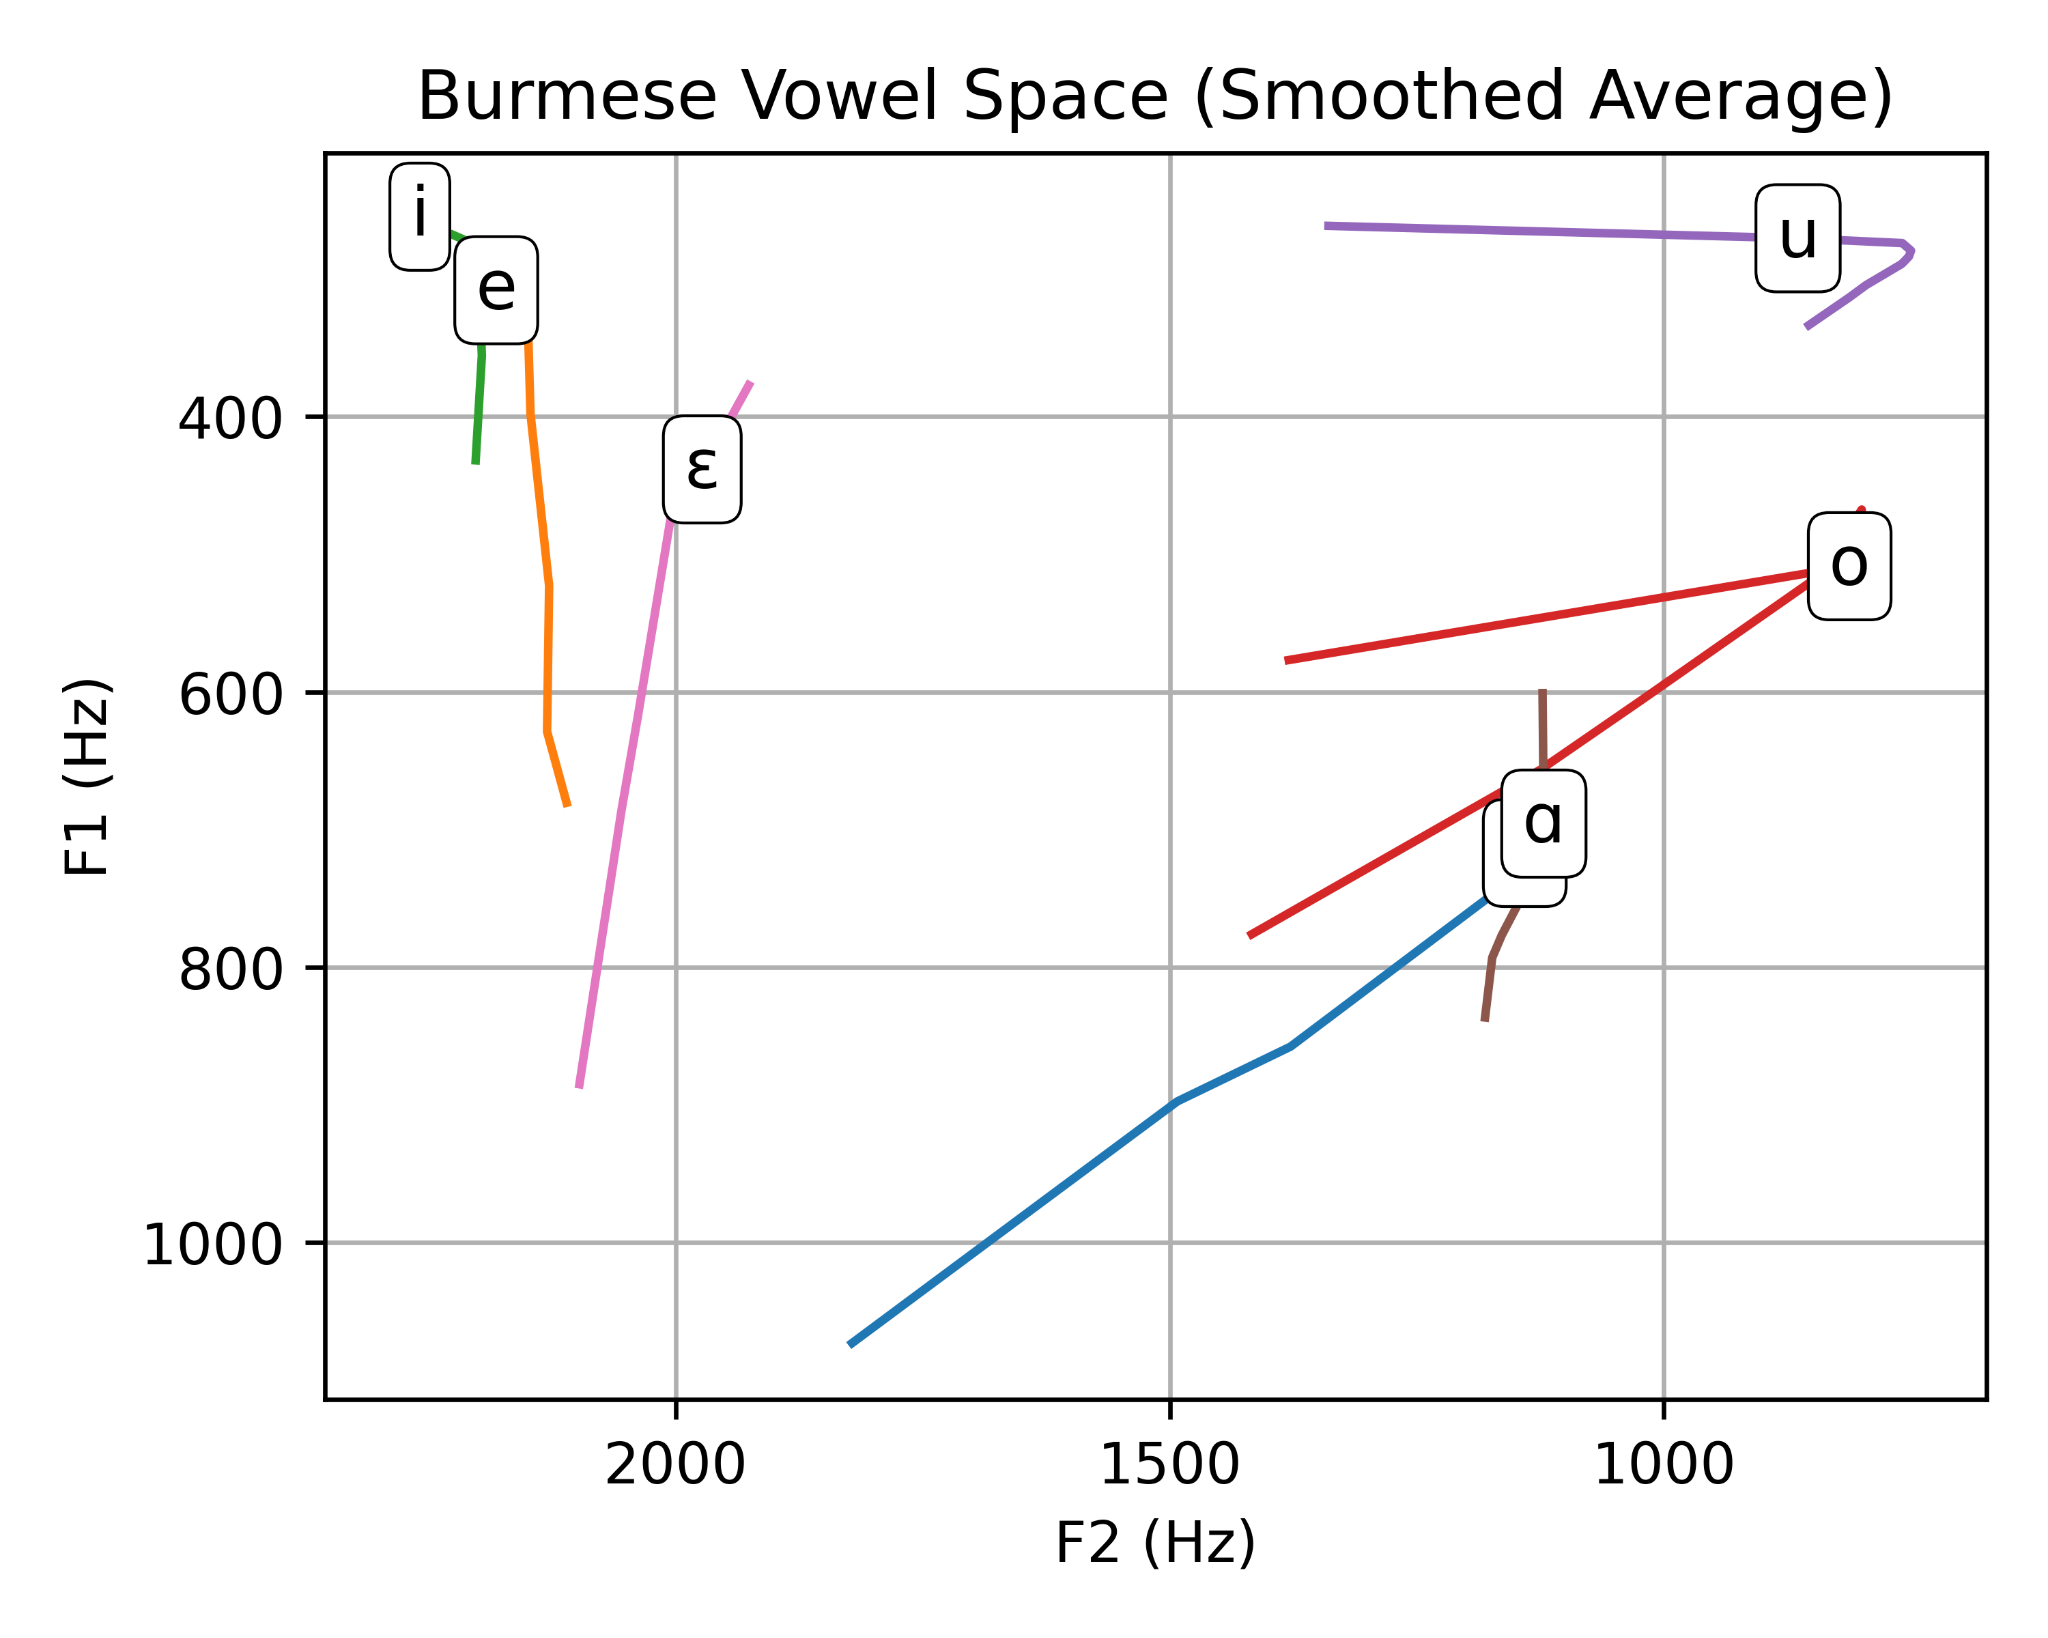 Burmese Vowel Space (Smoothed Average)
i
e
u
ε
o
ɑ
400
600
800
1000
2000
1500
1000
F1 (Hz)
F2 (Hz)